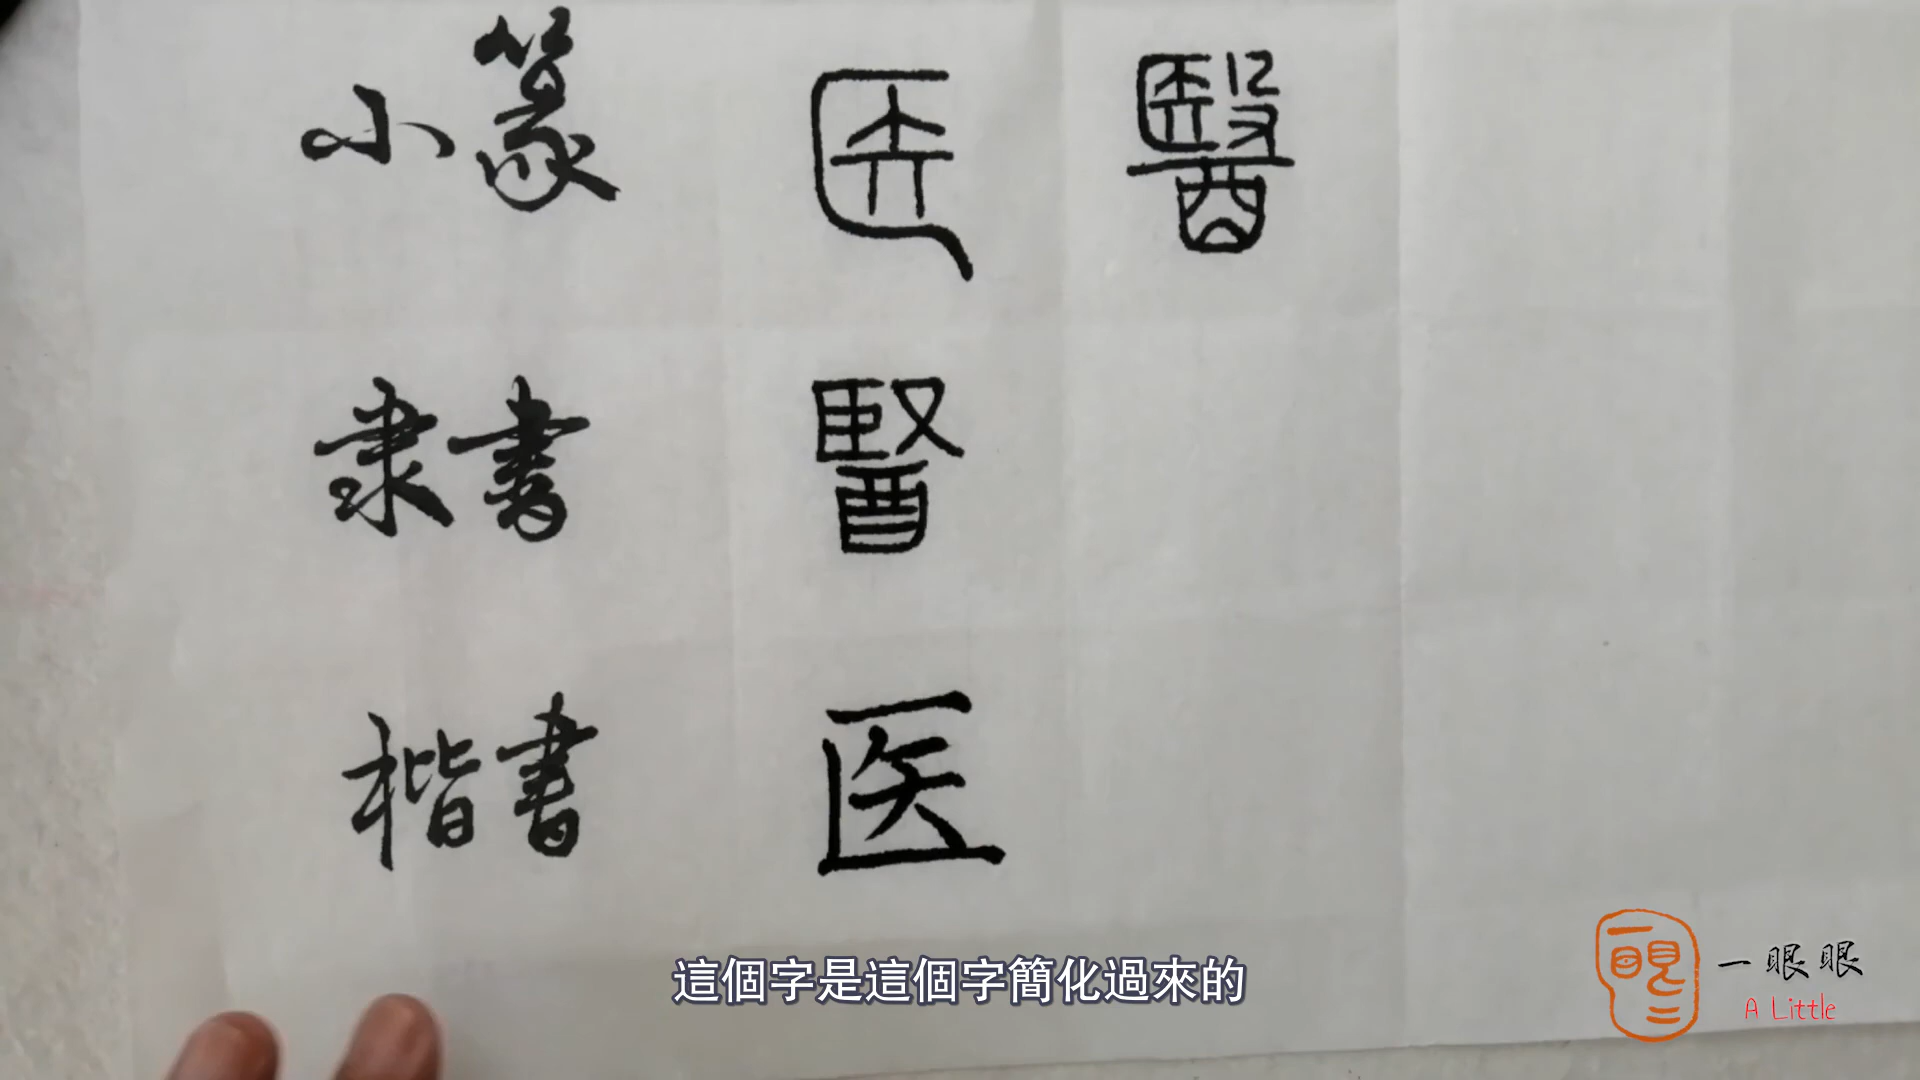 小篆 医 醫
隶書 醫
楷書 医
這個字是這個字簡化過來的
一眼眼
A Little